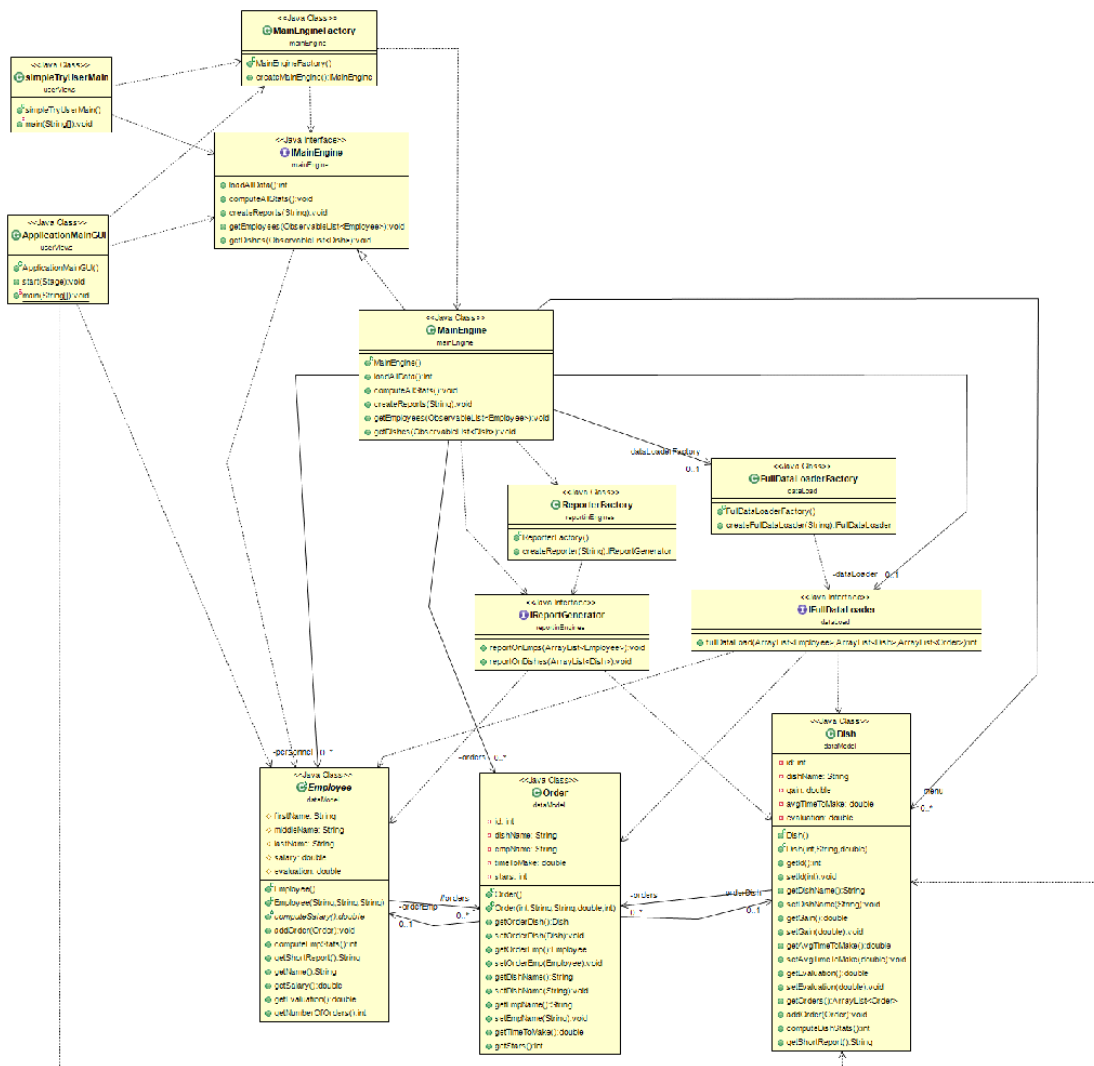 <<Java Class>>
MainEngineFactory
mainEngine
MainEngineFactory()
createMainEngine():IMainEngine
<<Java Class>>
simpleTryUserMain
userViews
simpleTryUserMain()
main(String[]):void
<<Java Interface>>
IMainEngine
mainEngine
loadAllData():int
computeAllStats():void
createReports(String):void
getEmployees(ObservableList<Employee>):void
getDishes(ObservableList<Dish>):void
<<Java Class>>
ApplicationMainGUI
userViews
ApplicationMainGUI()
start(Stage):void
main(String[]):void
<<Java Class>>
MainEngine
mainEngine
MainEngine()
loadAllData():int
computeAllStats():void
createReports(String):void
getEmployees(ObservableList<Employee>):void
getDishes(ObservableList<Dish>):void
-dataLoaderFactory
0..1
<<Java Class>>
FullDataLoaderFactory
dataLoad
FullDataLoaderFactory()
createFullDataLoader(String):IFullDataLoader
<<Java Class>>
ReporterFactory
reportinEngines
ReporterFactory()
createReporter(String):IReportGenerator
-dataLoader 0..1
<<Java Interface>>
IReportGenerator
reportinEngines
reportOnEmps(ArrayList<Employee>):void
reportOnDishes(ArrayList<Dish>):void
<<Java Interface>>
IFullDataLoader
dataLoad
fullDataLoad(ArrayList<Employee>,ArrayList<Dish>,ArrayList<Order>):int
-personnel 0..*
-orders 0..*
-menu
0..*
<<Java Class>>
Employee
dataModel
firstName: String
middleName: String
lastName: String
salary: double
evaluation: double
Employee()
Employee(String,String,String)
computeSalary():double
addOrder(Order):void
computeEmpStats():int
getShortReport():String
getName():String
getSalary():double
getEvaluation():double
getNumberOfOrders():int
#orders
0..*
-orderEmp
0..1
<<Java Class>>
Order
dataModel
id: int
dishName: String
empName: String
timeToMake: double
stars: int
Order()
Order(int,String,String,double,int)
getOrderDish():Dish
setOrderDish(Dish):void
getOrderEmp():Employee
setOrderEmp(Employee):void
getDishName():String
setDishName(String):void
getEmpName():String
setEmpName(String):void
getTimeToMake():double
getStars():int
-orders
0..*
-orderDish
0..1
<<Java Class>>
Dish
dataModel
id: int
dishName: String
gain: double
avgTimeToMake: double
evaluation: double
Dish()
Dish(int,String,double)
getId():int
setId(int):void
getDishName():String
setDishName(String):void
getGain():double
setGain(double):void
getAvgTimeToMake():double
setAvgTimeToMake(double):void
getEvaluation():double
setEvaluation(double):void
getOrders():ArrayList<Order>
addOrder(Order):void
computeDishStats():int
getShortReport():String